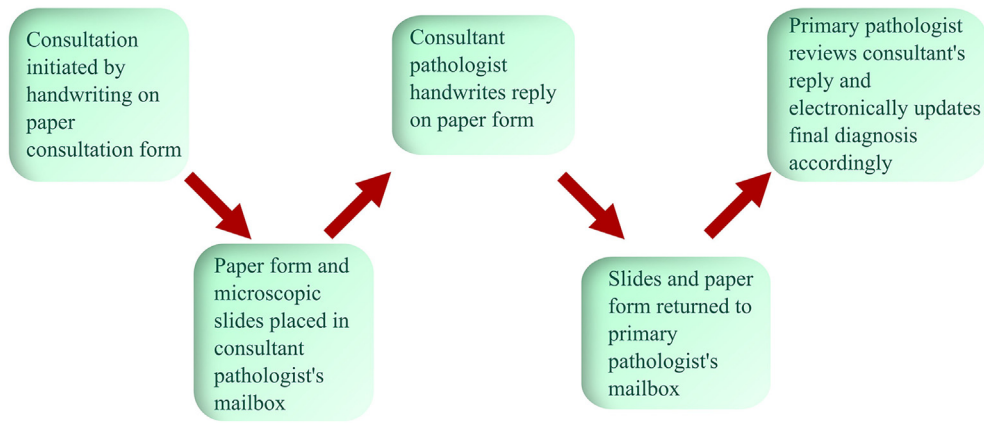 Consultation
initiated by
handwriting on
paper
consultation form
Paper form and
microscopic
slides placed in
consultant
pathologist's
mailbox
Consultant
pathologist
handwrites reply
on paper form
Slides and paper
form returned to
primary
pathologist's
mailbox
Primary pathologist
reviews consultant's
reply and
electronically updates
final diagnosis
accordingly